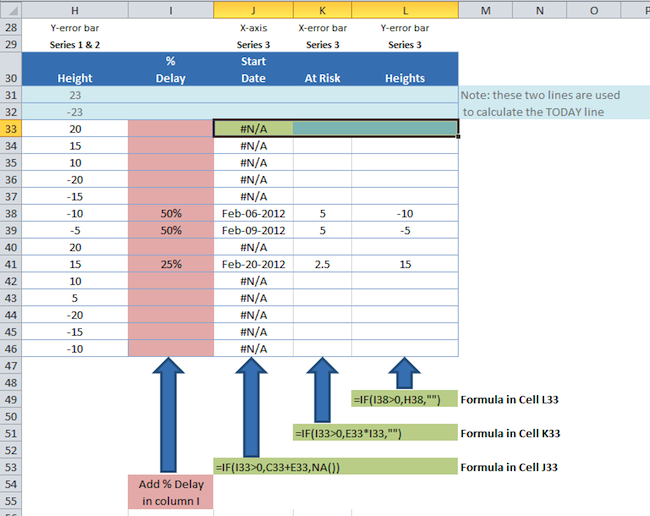 H I J K L M N O P
28 Y-error bar X-axis X-error bar Y-error bar
29 Series 1 & 2 Series 3 Series 3 Series 3
% Start
30 Height Delay Date At Risk Heights
31 23 Note: these two lines are used
32 -23 to calculate the TODAY line
33 20 #N/A
34 15 #N/A
35 10 #N/A
36 -20 #N/A
37 -15 #N/A
38 -10 50% Feb-06-2012 5 -10
39 -5 50% Feb-09-2012 5 -5
40 20 #N/A
41 15 25% Feb-20-2012 2.5 15
42 10 #N/A
43 5 #N/A
44 -20 #N/A
45 -15 #N/A
46 -10 #N/A
47
48
49 =IF(I38>0,H38,"") Formula in Cell L33
50
51 =IF(I33>0,E33*I33,"") Formula in Cell K33
52
53 =IF(I33>0,C33+E33,NA()) Formula in Cell J33
54 Add % Delay
55 in column I